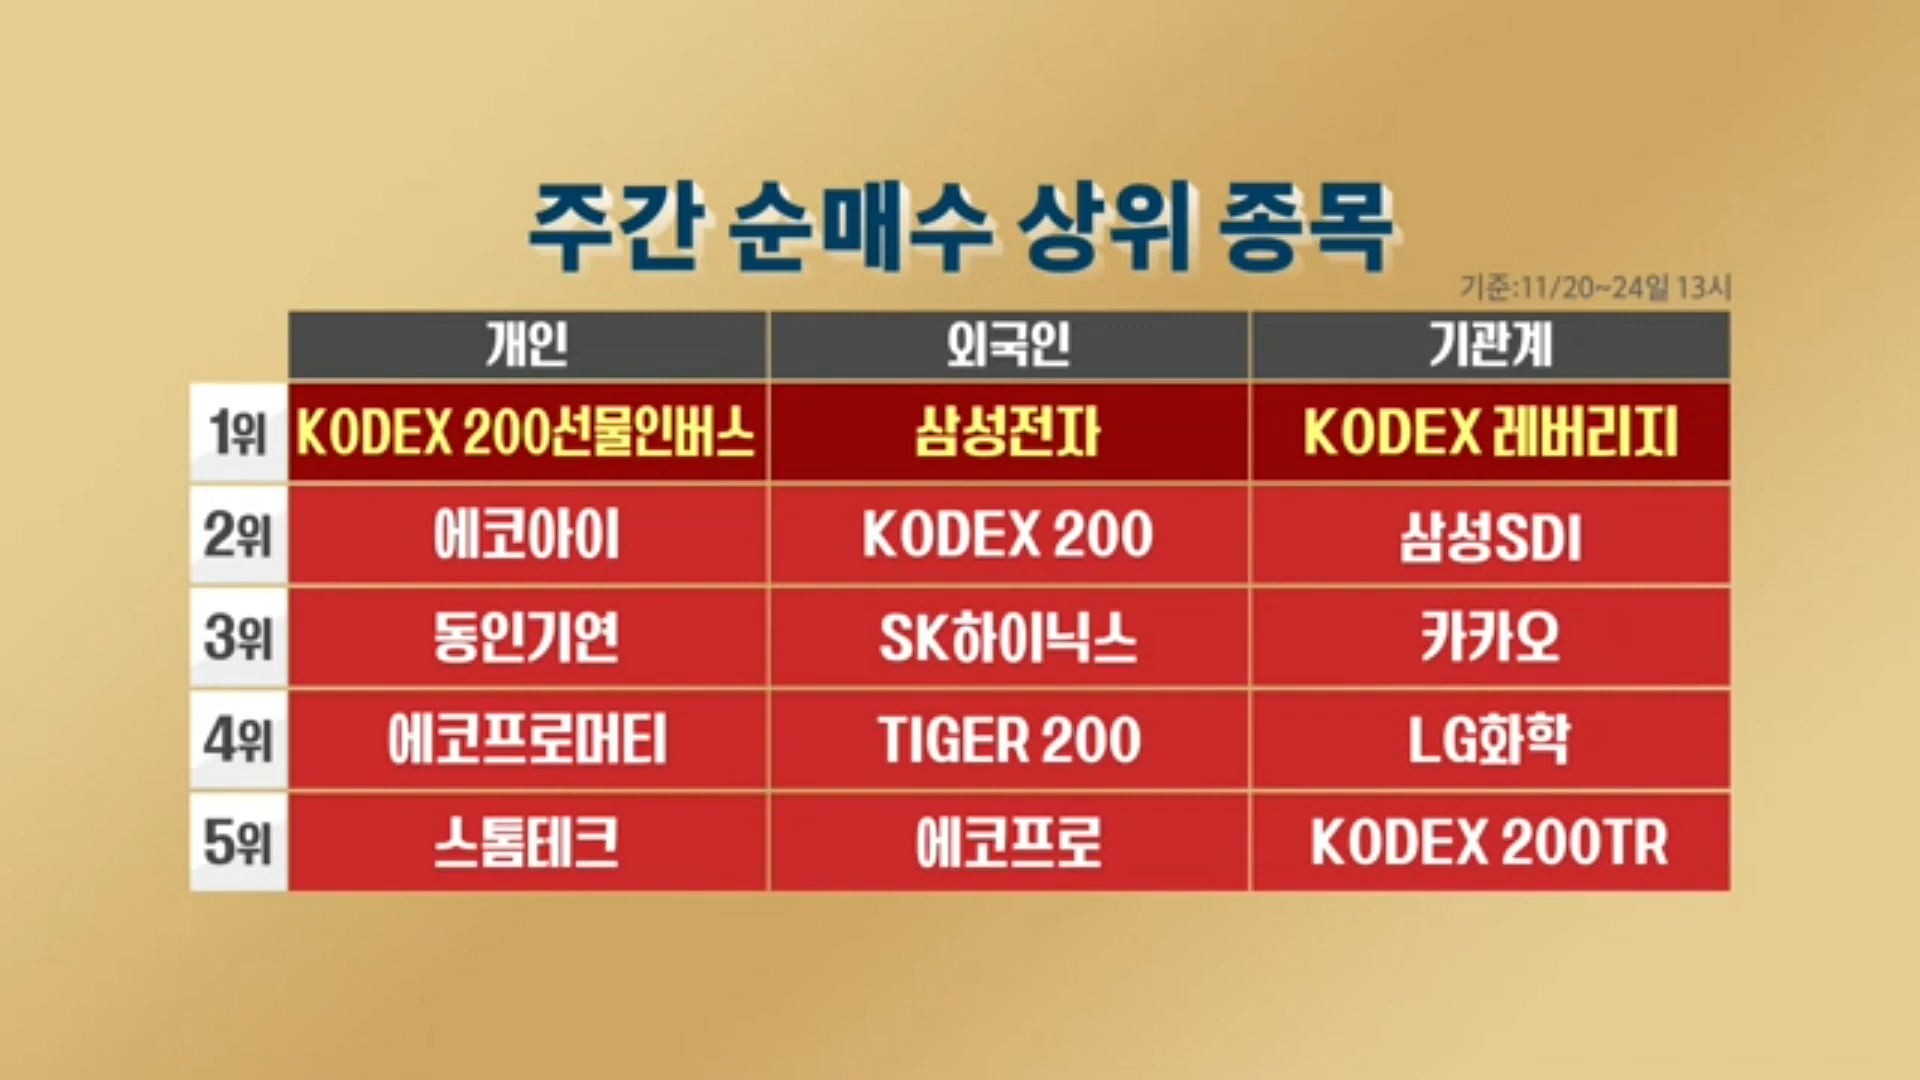 주간 순매수 상위 종목
기준:11/20~24일 13시
개인 외국인 기관계
1위 KODEX 200선물인버스 삼성전자 KODEX 레버리지
2위 에코아이 KODEX 200 삼성SDI
3위 동인기연 SK하이닉스 카카오
4위 에코프로머티 TIGER 200 LG화학
5위 스톰테크 에코프로 KODEX 200TR